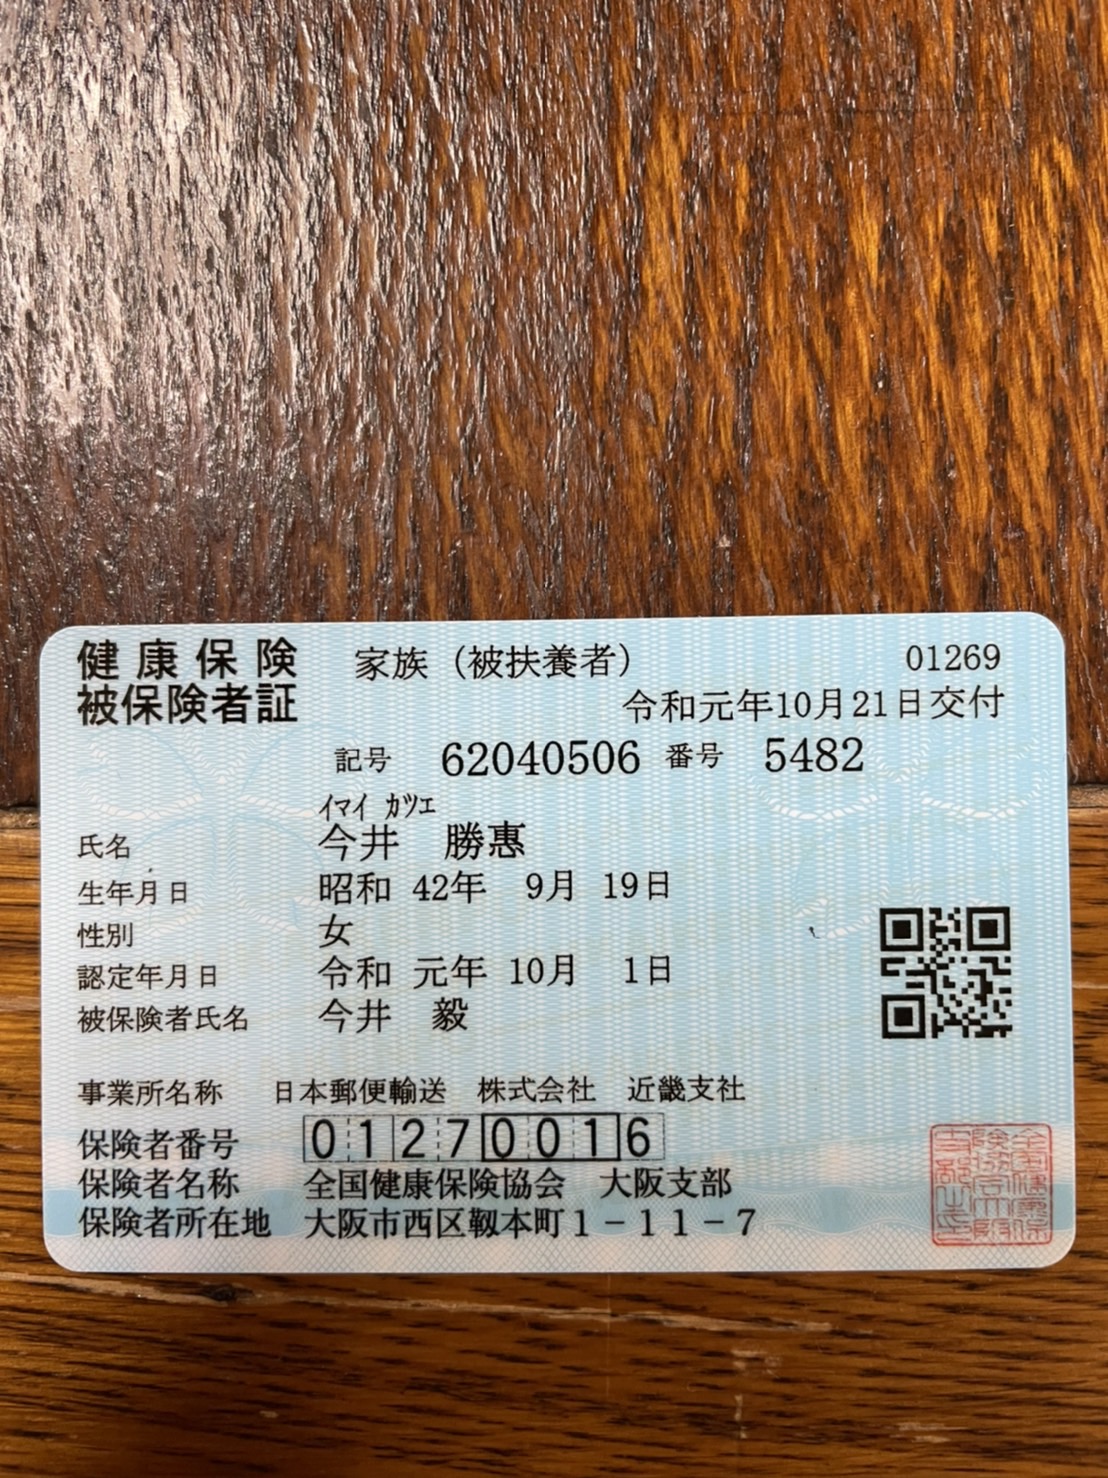 健康保険 家族（被扶養者） 01269
被保険者証 令和元年10月21日交付
記号 62040506 番号 5482
ｲﾏｲ ｶﾂｴ
氏名 今井 勝惠
生年月日 昭和 42年 9月 19日
性別 女
認定年月日 令和 元年 10月 1日
被保険者氏名 今井 毅
事業所名称 日本郵便輸送 株式会社 近畿支社
保険者番号 01270016
保険者名称 全国健康保険協会 大阪支部
保険者所在地 大阪市西区靱本町１－１１－７